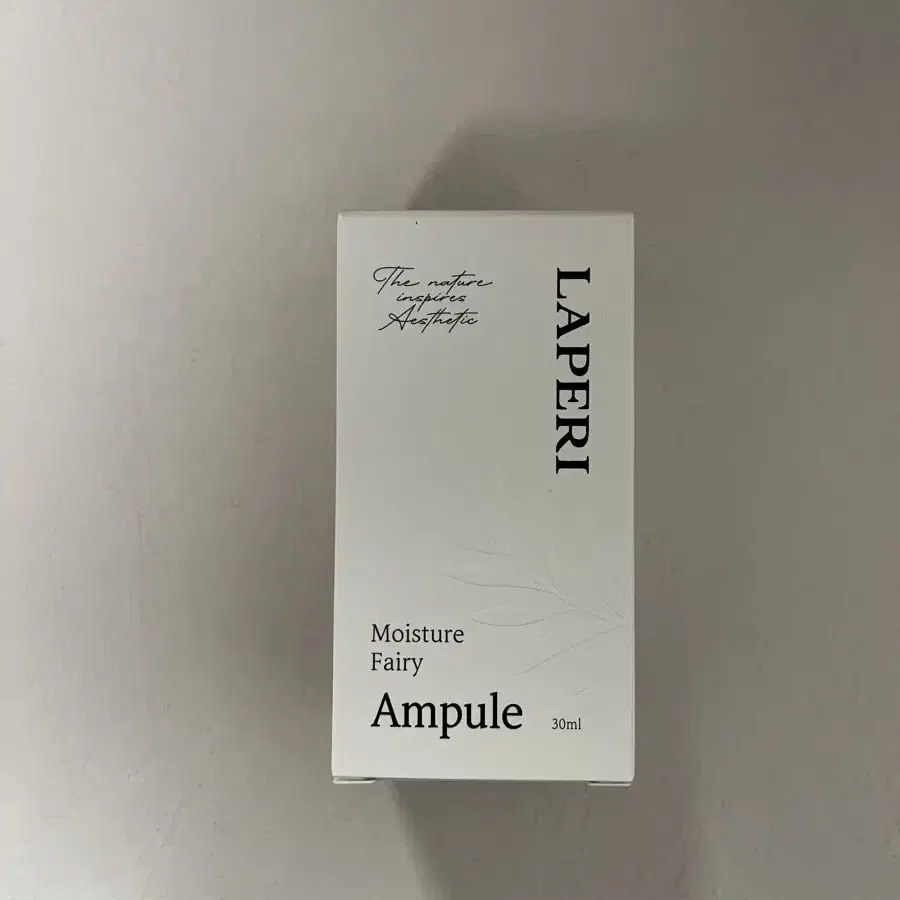 The nature
inspires
Aesthetic
LAPERI
Moisture
Fairy
Ampule 30ml